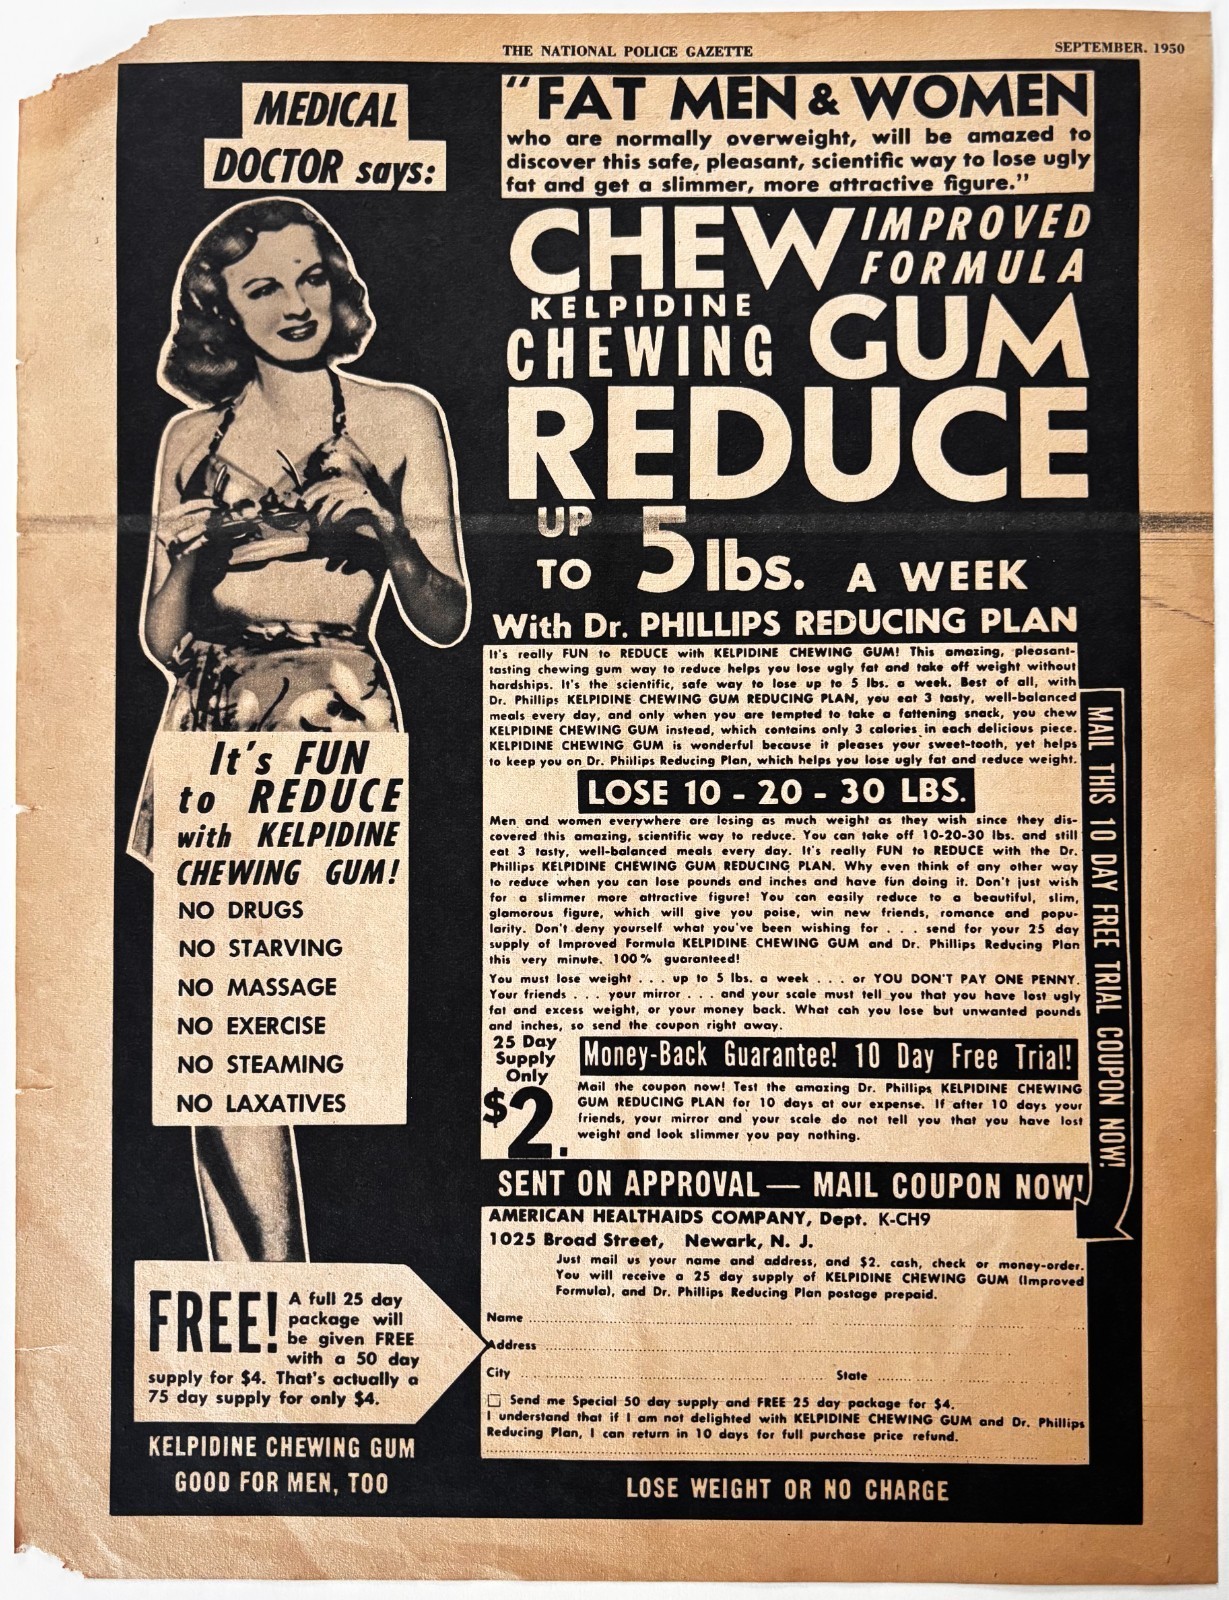 THE NATIONAL POLICE GAZETTE
SEPTEMBER, 1950
MEDICAL
DOCTOR says:
"FAT MEN & WOMEN
who are normally overweight, will be amazed to
discover this safe, pleasant, scientific way to lose ugly
fat and get a slimmer, more attractive figure."
CHEW IMPROVED
FORMULA
KELPIDINE
CHEWING GUM
REDUCE
UP
TO 5 lbs. A WEEK
With Dr. PHILLIPS REDUCING PLAN
It's really FUN to REDUCE with KELPIDINE CHEWING GUM! This amazing, pleasant-
tasting chewing gum way to reduce helps you lose ugly fat and take off weight without
hardships. It's the scientific, safe way to lose up to 5 lbs. a week. Best of all, with
Dr. Phillips KELPIDINE CHEWING GUM REDUCING PLAN, you eat 3 tasty, well-balanced
meals every day, and only when you are tempted to take a fattening snack, you chew
KELPIDINE CHEWING GUM instead, which contains only 3 calories in each delicious piece.
KELPIDINE CHEWING GUM is wonderful because it pleases your sweet-tooth, yet helps
to keep you on Dr. Phillips Reducing Plan, which helps you lose ugly fat and reduce weight.
LOSE 10 - 20 - 30 LBS.
Men and women everywhere are losing as much weight as they wish since they dis-
covered this amazing, scientific way to reduce. You can take off 10-20-30 lbs. and still
eat 3 tasty, well-balanced meals every day. It's really FUN to REDUCE with the Dr.
Phillips KELPIDINE CHEWING GUM REDUCING PLAN. Why even think of any other way
to reduce when you can lose pounds and inches and have fun doing it. Don't just wish
for a slimmer more attractive figure! You can easily reduce to a beautiful, slim,
glamorous figure, which will give you poise, win new friends, romance and popu-
larity. Don't deny yourself what you've been wishing for . . . send for your 25 day
supply of Improved Formula KELPIDINE CHEWING GUM and Dr. Phillips Reducing Plan
this very minute. 100% guaranteed!
You must lose weight . . . up to 5 lbs. a week . . . or YOU DON'T PAY ONE PENNY.
Your friends . . . your mirror . . . and your scale must tell you that you have lost ugly
fat and excess weight, or your money back. What cah you lose but unwanted pounds
and inches, so send the coupon right away.
25 Day
Supply
Only
$2.
Money-Back Guarantee! 10 Day Free Trial!
Mail the coupon now! Test the amazing Dr. Phillips KELPIDINE CHEWING
GUM REDUCING PLAN for 10 days at our expense. If after 10 days your
friends, your mirror and your scale do not tell you that you have lost
weight and look slimmer you pay nothing.
MAIL THIS 10 DAY FREE TRIAL COUPON NOW!
SENT ON APPROVAL — MAIL COUPON NOW!
AMERICAN HEALTHAIDS COMPANY, Dept. K-CH9
1025 Broad Street, Newark, N. J.
Just mail us your name and address, and $2. cash, check or money-order.
You will receive a 25 day supply of KELPIDINE CHEWING GUM (Improved
Formula), and Dr. Phillips Reducing Plan postage prepaid.
Name
Address
City State
Send me Special 50 day supply and FREE 25 day package for $4.
I understand that if I am not delighted with KELPIDINE CHEWING GUM and Dr. Phillips
Reducing Plan, I can return in 10 days for full purchase price refund.
LOSE WEIGHT OR NO CHARGE
It's FUN
to REDUCE
with KELPIDINE
CHEWING GUM!
NO DRUGS
NO STARVING
NO MASSAGE
NO EXERCISE
NO STEAMING
NO LAXATIVES
FREE! A full 25 day
package will
be given FREE
with a 50 day
supply for $4. That's actually a
75 day supply for only $4.
KELPIDINE CHEWING GUM
GOOD FOR MEN, TOO